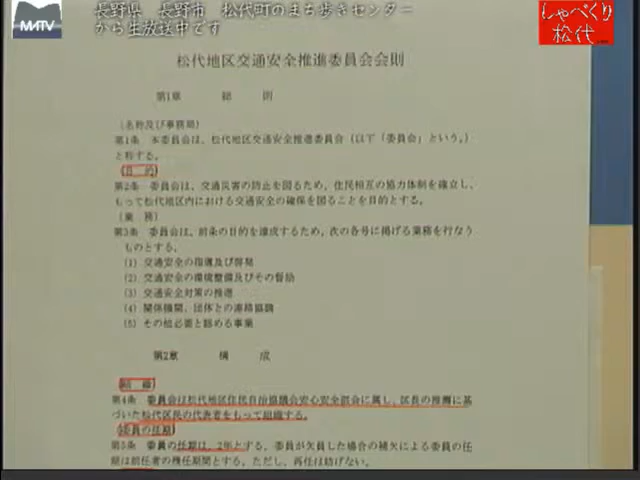 MATV
長野県 長野市 松代町のまち歩きセンター
から生放送中です
しゃべくり
松代
松代地区交通安全推進委員会会則
第1章 総 則
(名称及び事務局)
第1条 本委員会は、松代地区交通安全推進委員会(以下「委員会」という。)
と称する。
(目 的)
第2条 委員会は、交通災害の防止を図るため、住民相互の協力体制を確立し、
もって松代地区内における交通安全の確保を図ることを目的とする。
(業 務)
第3条 委員会は、前条の目的を達成するため、次の各号に掲げる業務を行なう
ものとする。
(1) 交通安全の指導及び啓発
(2) 交通安全の環境整備及びその督励
(3) 交通安全対策の推進
(4) 関係機関、団体との連絡協調
(5) その他必要と認める事業
第2章 構 成
(組 織)
第4条 委員会は松代地区住民自治協議会安心安全部会に属し、区長の推薦に基
づいた松代区民の代表者をもって組織する。
(委員の任期)
第5条 委員の任期は、2年とする。委員が欠員した場合の補欠による委員の任
期は前任者の残任期間とする。ただし、再任は妨げない。